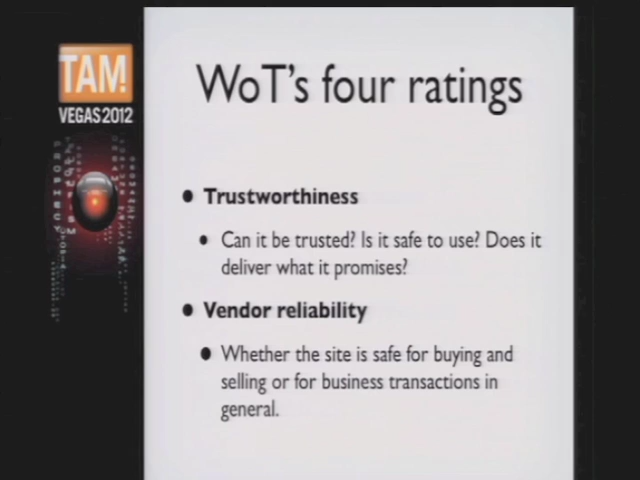 TAM!
VEGAS 2012
WoT's four ratings
• Trustworthiness
• Can it be trusted? Is it safe to use? Does it
deliver what it promises?
• Vendor reliability
• Whether the site is safe for buying and
selling or for business transactions in
general.